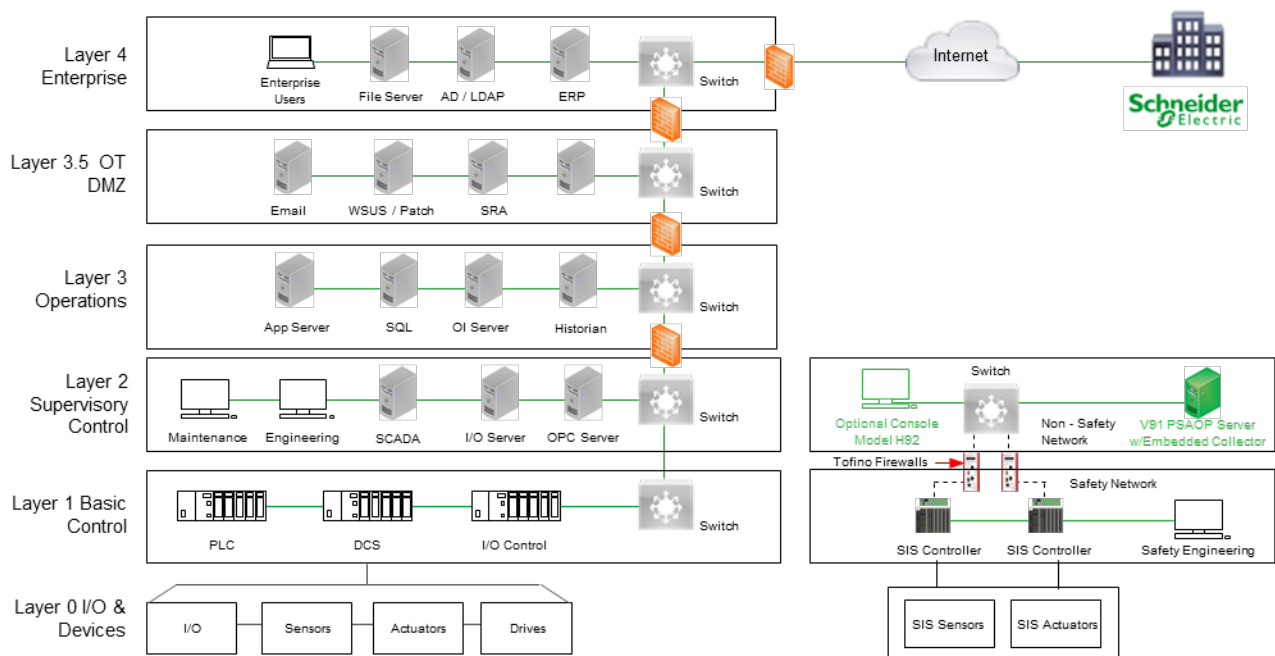 Layer 4
Enterprise
Enterprise
Users
File Server
AD / LDAP
ERP
Switch
Internet
Schneider
Electric
Layer 3.5 OT
DMZ
Email
WSUS / Patch
SRA
Switch
Layer 3
Operations
App Server
SQL
OI Server
Historian
Switch
Layer 2
Supervisory
Control
Maintenance
Engineering
SCADA
I/O Server
OPC Server
Switch
Switch
Optional Console
Model H92
Non - Safety
Network
V91 PSAOP Server
w/Embedded Collector
Tofino Firewalls
Layer 1 Basic
Control
PLC
DCS
I/O Control
Switch
Safety Network
SIS Controller
SIS Controller
Safety Engineering
Layer 0 I/O &
Devices
I/O
Sensors
Actuators
Drives
SIS Sensors
SIS Actuators